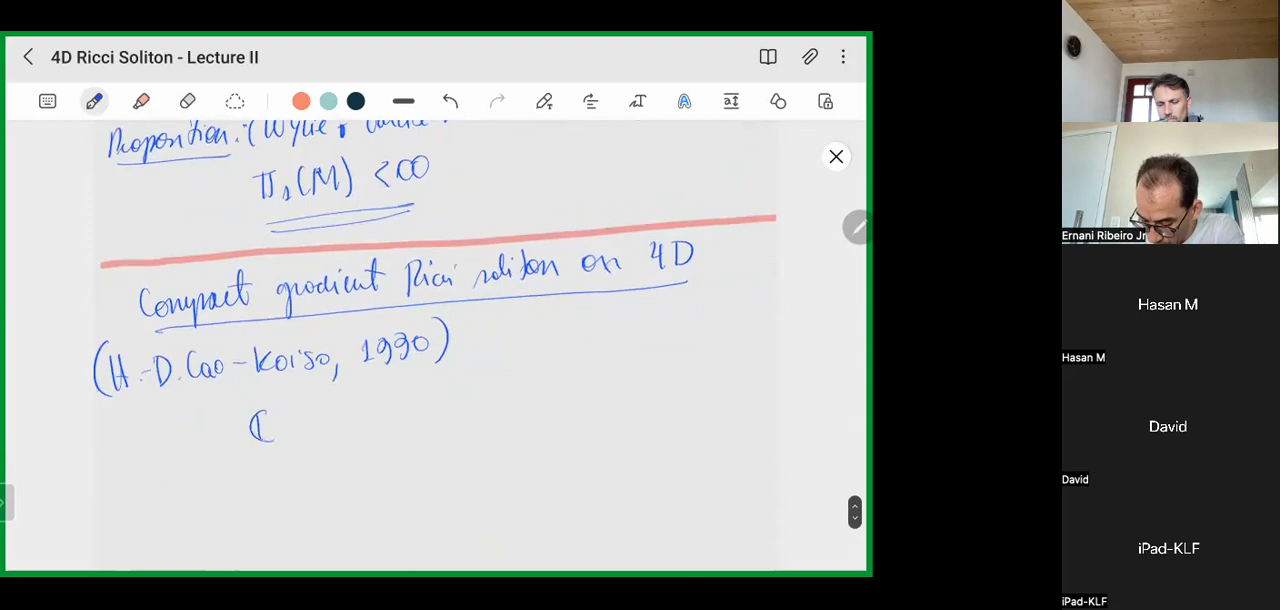 4D Ricci Soliton - Lecture II
Proposition: (Wylie,
π₁(M) < ∞
Compact gradient Ricci soliton on 4D
(H.-D. Cao - Koiso, 1990)
ℂ
Ernani Ribeiro Jr
Hasan M
Hasan M
David
David
iPad-KLF
iPad-KLF